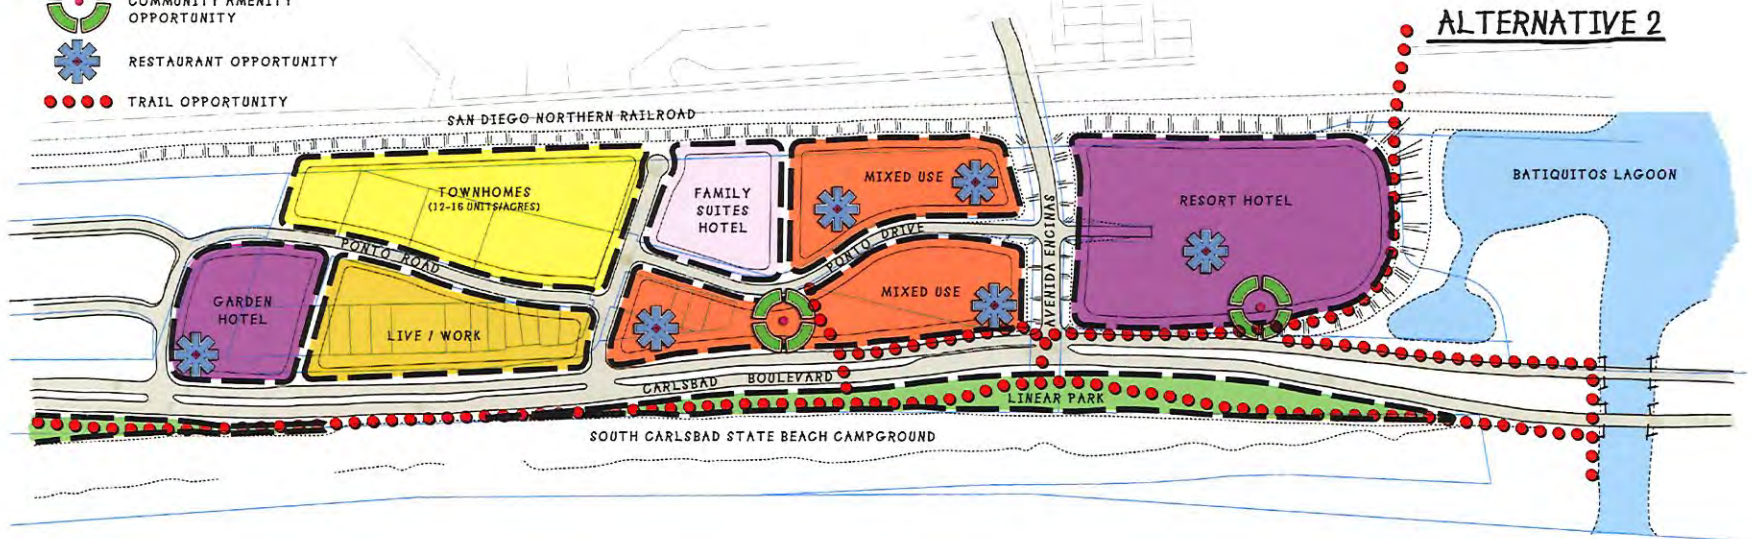 COMMUNITY AMENITY
OPPORTUNITY
RESTAURANT OPPORTUNITY
TRAIL OPPORTUNITY
ALTERNATIVE 2
SAN DIEGO NORTHERN RAILROAD
TOWNHOMES
(12-16 UNITS/ACRES)
FAMILY
SUITES
HOTEL
MIXED USE
RESORT HOTEL
BATIQUITOS LAGOON
PONTO ROAD
PONTO DRIVE
AVENIDA ENCINAS
GARDEN
HOTEL
LIVE / WORK
MIXED USE
CARLSBAD BOULEVARD
LINEAR PARK
SOUTH CARLSBAD STATE BEACH CAMPGROUND